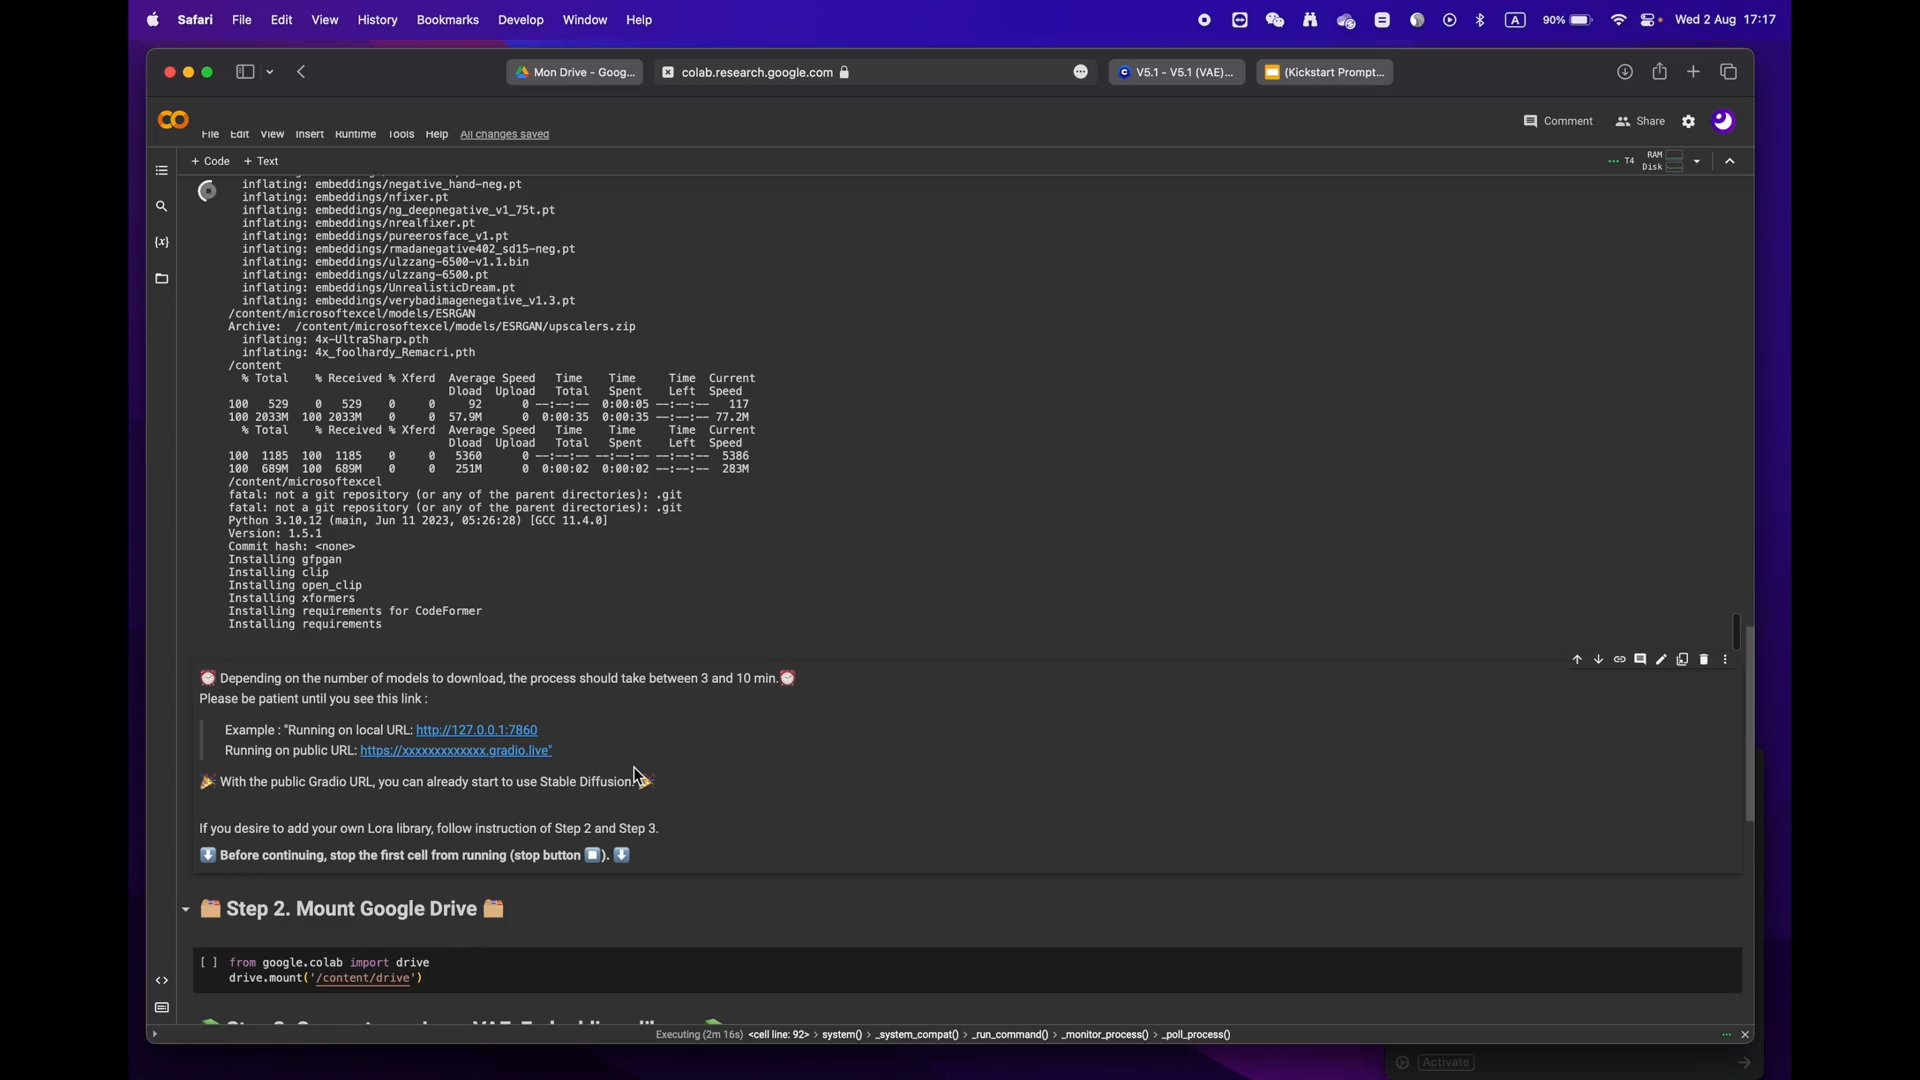 Safari File Edit View History Bookmarks Develop Window Help A 90% Wed 2 Aug 17:17
Mon Drive - Goog... colab.research.google.com V5.1 - V5.1 (VAE)... (Kickstart Prompt...
File Edit View Insert Runtime Tools Help All changes saved
Comment Share
+ Code + Text
T4 RAM
Disk
inflating: embeddings/negative_hand-neg.pt
inflating: embeddings/nfixer.pt
inflating: embeddings/ng_deepnegative_v1_75t.pt
inflating: embeddings/nrealfixer.pt
inflating: embeddings/pureerosface_v1.pt
inflating: embeddings/rmadanegative402_sd15-neg.pt
inflating: embeddings/ulzzang-6500-v1.1.bin
inflating: embeddings/ulzzang-6500.pt
inflating: embeddings/UnrealisticDream.pt
inflating: embeddings/verybadimagenegative_v1.3.pt
/content/microsoftexcel/models/ESRGAN
Archive: /content/microsoftexcel/models/ESRGAN/upscalers.zip
inflating: 4x-UltraSharp.pth
inflating: 4x_foolhardy_Remacri.pth
/content
% Total % Received % Xferd Average Speed Time Time Time Current
Dload Upload Total Spent Left Speed
100 529 0 529 0 0 92 0 --:--:-- 0:00:05 --:--:-- 117
100 2033M 100 2033M 0 0 57.9M 0 0:00:35 0:00:35 --:--:-- 77.2M
% Total % Received % Xferd Average Speed Time Time Time Current
Dload Upload Total Spent Left Speed
100 1185 100 1185 0 0 5360 0 --:--:-- --:--:-- --:--:-- 5386
100 689M 100 689M 0 0 251M 0 0:00:02 0:00:02 --:--:-- 283M
/content/microsoftexcel
fatal: not a git repository (or any of the parent directories): .git
fatal: not a git repository (or any of the parent directories): .git
Python 3.10.12 (main, Jun 11 2023, 05:26:28) [GCC 11.4.0]
Version: 1.5.1
Commit hash: <none>
Installing gfpgan
Installing clip
Installing open_clip
Installing xformers
Installing requirements for CodeFormer
Installing requirements
⏰ Depending on the number of models to download, the process should take between 3 and 10 min.⏰
Please be patient until you see this link :
Example : "Running on local URL: http://127.0.0.1:7860
Running on public URL: https://xxxxxxxxxxxxx.gradio.live"
🎉 With the public Gradio URL, you can already start to use Stable Diffusion! 🎉
If you desire to add your own Lora library, follow instruction of Step 2 and Step 3.
⬇️ Before continuing, stop the first cell from running (stop button ⏹️). ⬇️
🗂️ Step 2. Mount Google Drive 🗂️
[ ] from google.colab import drive
drive.mount('/content/drive')
Executing (2m 16s) <cell line: 92> > system() > _system_compat() > _run_command() > _monitor_process() > _poll_process()
Activate